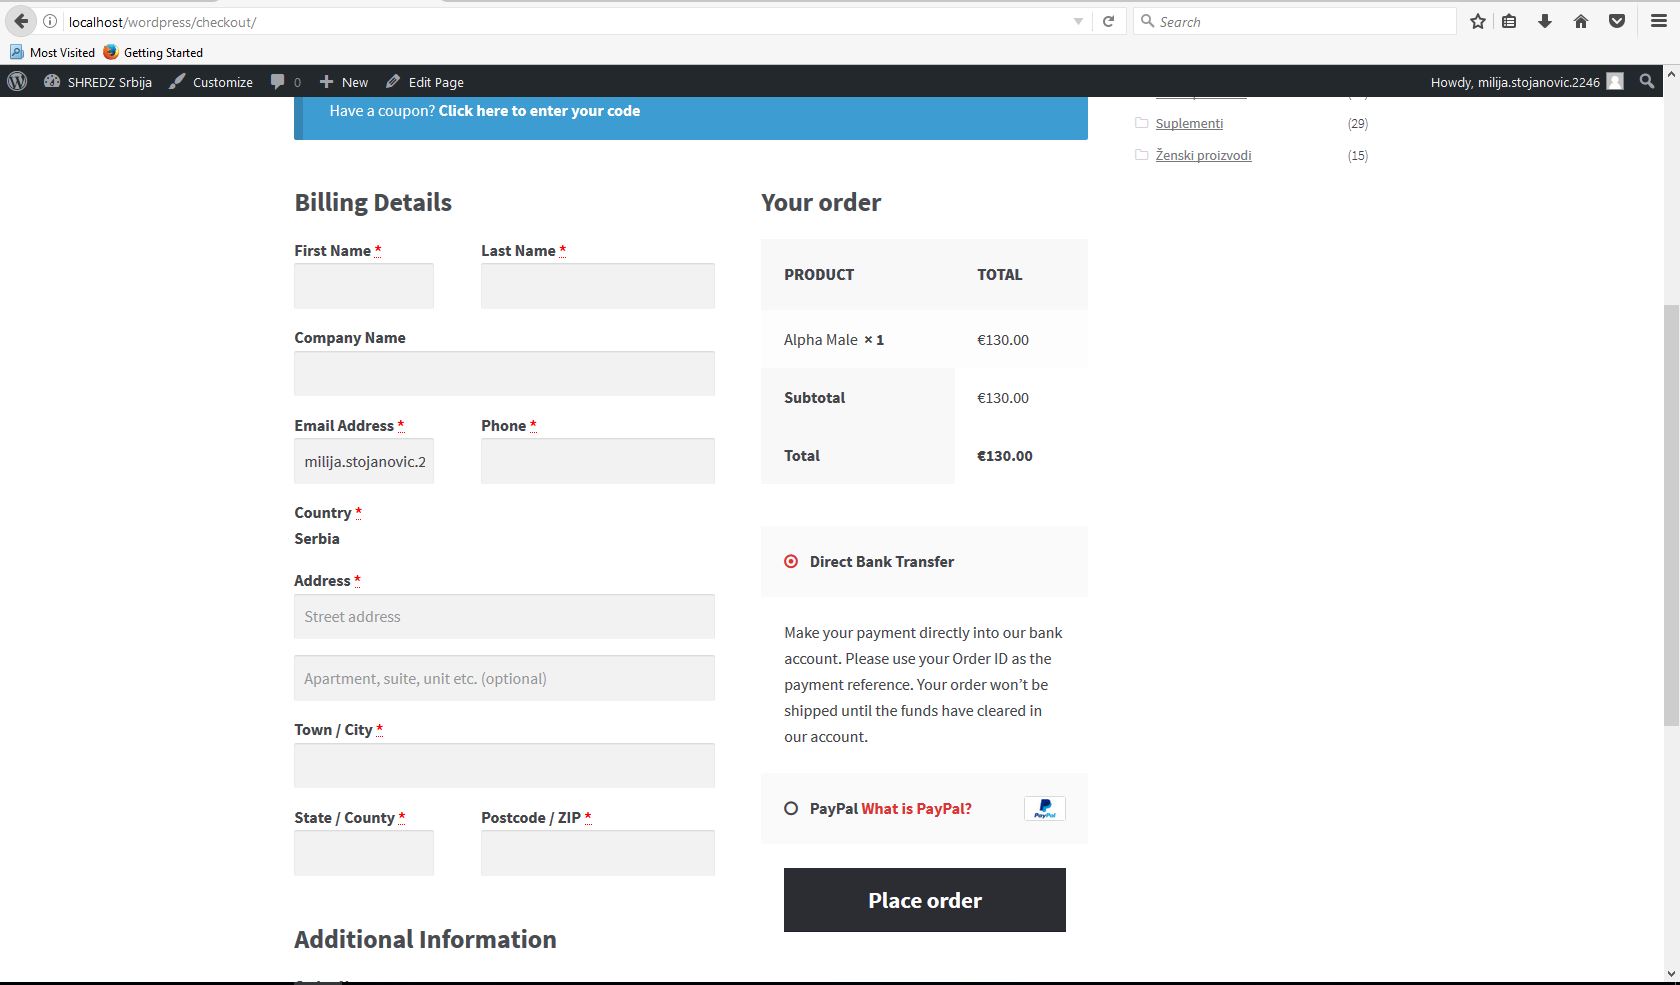 localhost/wordpress/checkout/
Search
Most Visited
Getting Started
SHREDZ Srbija
Customize
0
New
Edit Page
Howdy, milija.stojanovic.2246
Have a coupon? Click here to enter your code
Suplementi (29)
Ženski proizvodi (15)
Billing Details
First Name *
Last Name *
Company Name
Email Address *
Phone *
milija.stojanovic.2
Country *
Serbia
Address *
Street address
Apartment, suite, unit etc. (optional)
Town / City *
State / County *
Postcode / ZIP *
Additional Information
Your order
PRODUCT TOTAL
Alpha Male × 1 €130.00
Subtotal €130.00
Total €130.00
Direct Bank Transfer
Make your payment directly into our bank
account. Please use your Order ID as the
payment reference. Your order won’t be
shipped until the funds have cleared in
our account.
PayPal What is PayPal?
PayPal
Place order